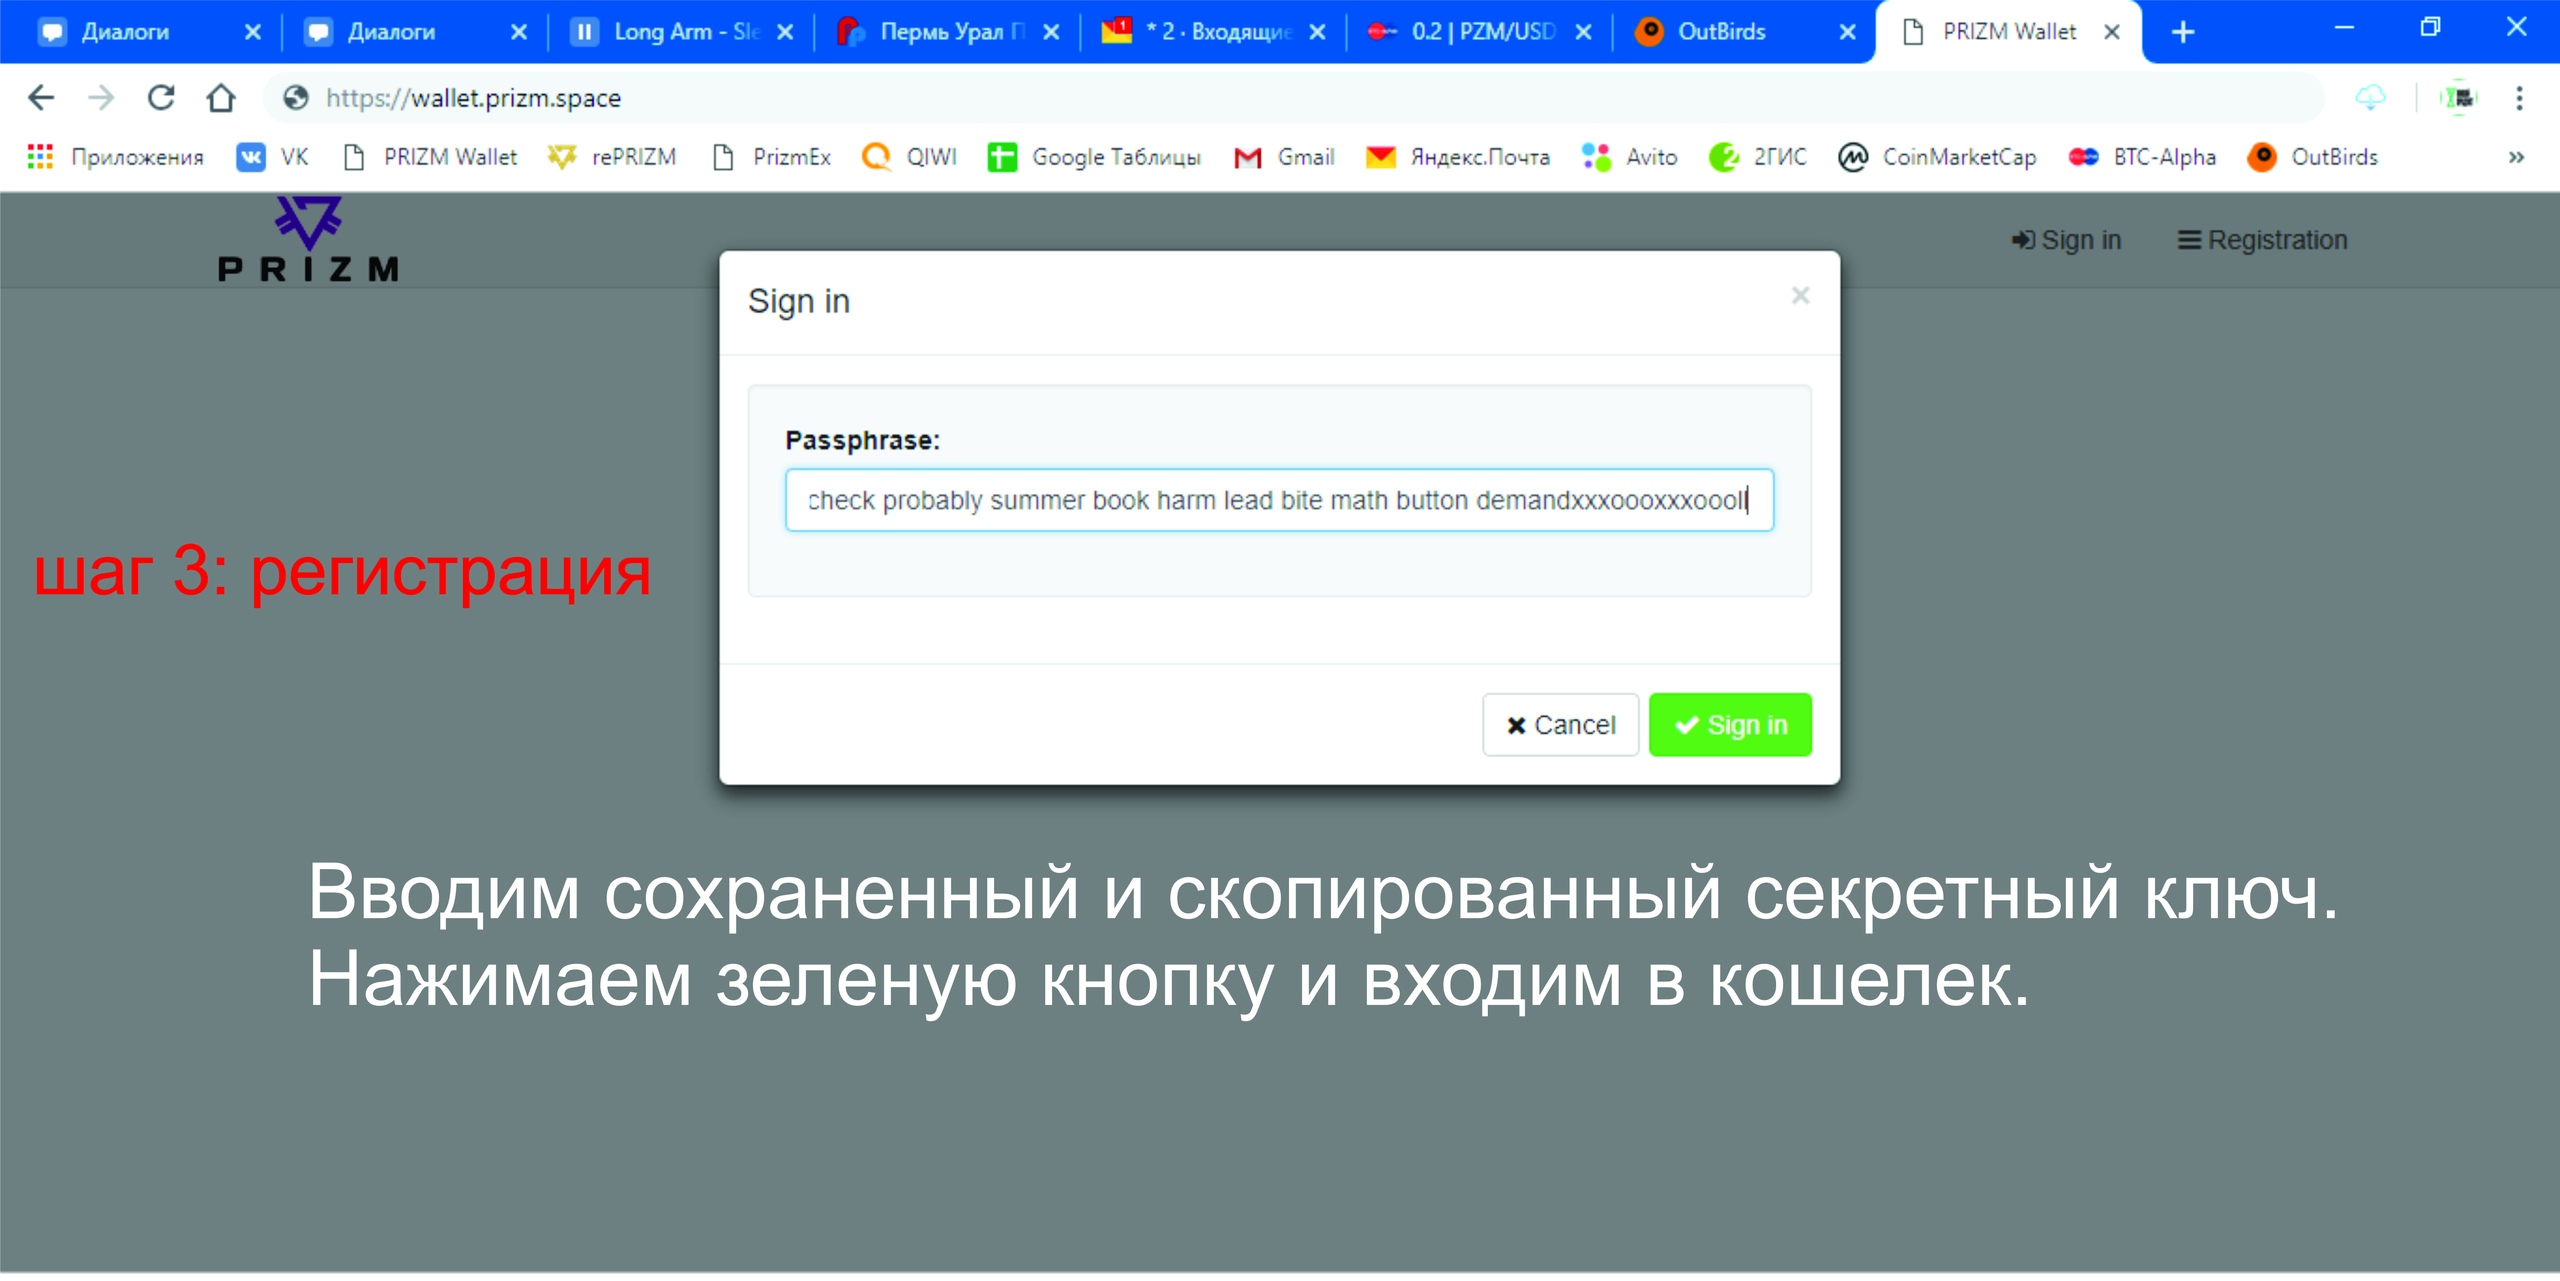 Диалоги
Диалоги
Long Arm - Sle
Пермь Урал П
1
* 2 · Входящие
0.2 | PZM/USD
OutBirds
PRIZM Wallet
https://wallet.prizm.space
Приложения
VK
PRIZM Wallet
rePRIZM
PrizmEx
QIWI
Google Таблицы
Gmail
Яндекс.Почта
Avito
2ГИС
CoinMarketCap
BTC-Alpha
OutBirds
PRIZM
Sign in
Registration
Sign in
Passphrase:
check probably summer book harm lead bite math button demandxxxoooxxxoooll
шаг 3: регистрация
Cancel
Sign in
Вводим сохраненный и скопированный секретный ключ.
Нажимаем зеленую кнопку и входим в кошелек.